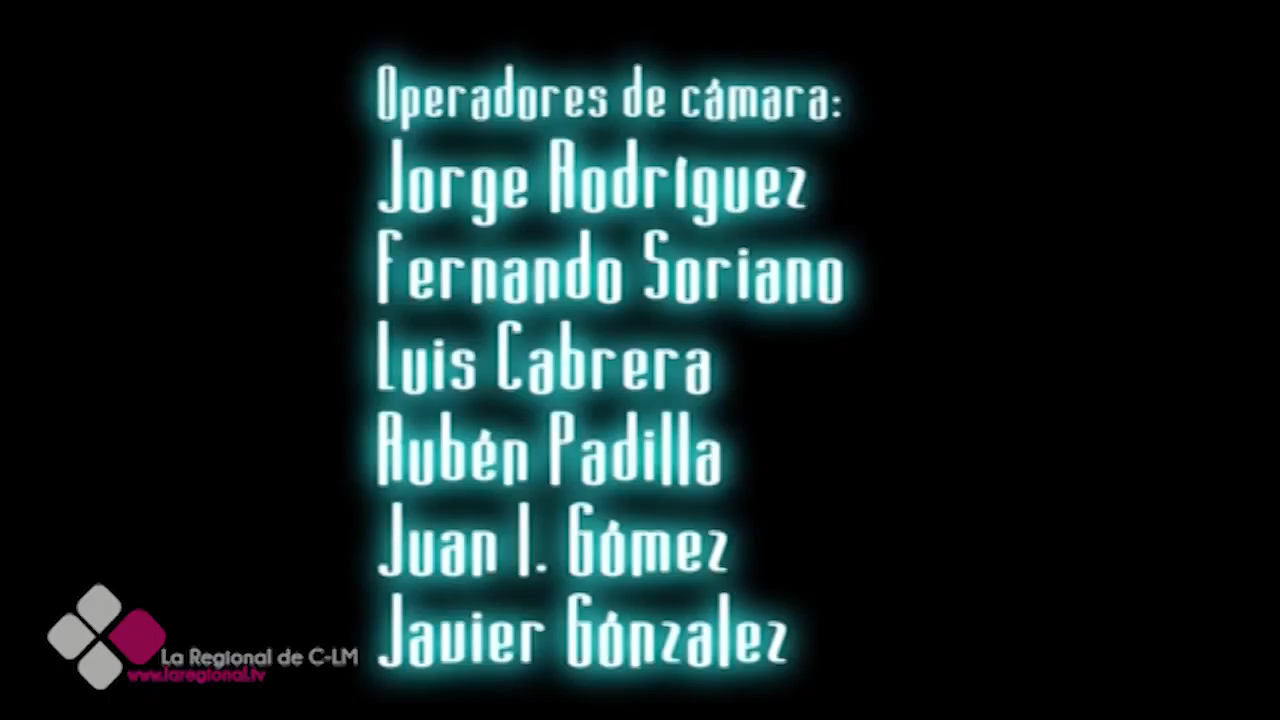 Operadores de cámara:
Jorge Rodríguez
Fernando Soriano
Luis Cabrera
Rubén Padilla
Juan I. Gómez
Javier Gónzalez
La Regional de C-LM
www.laregional.tv